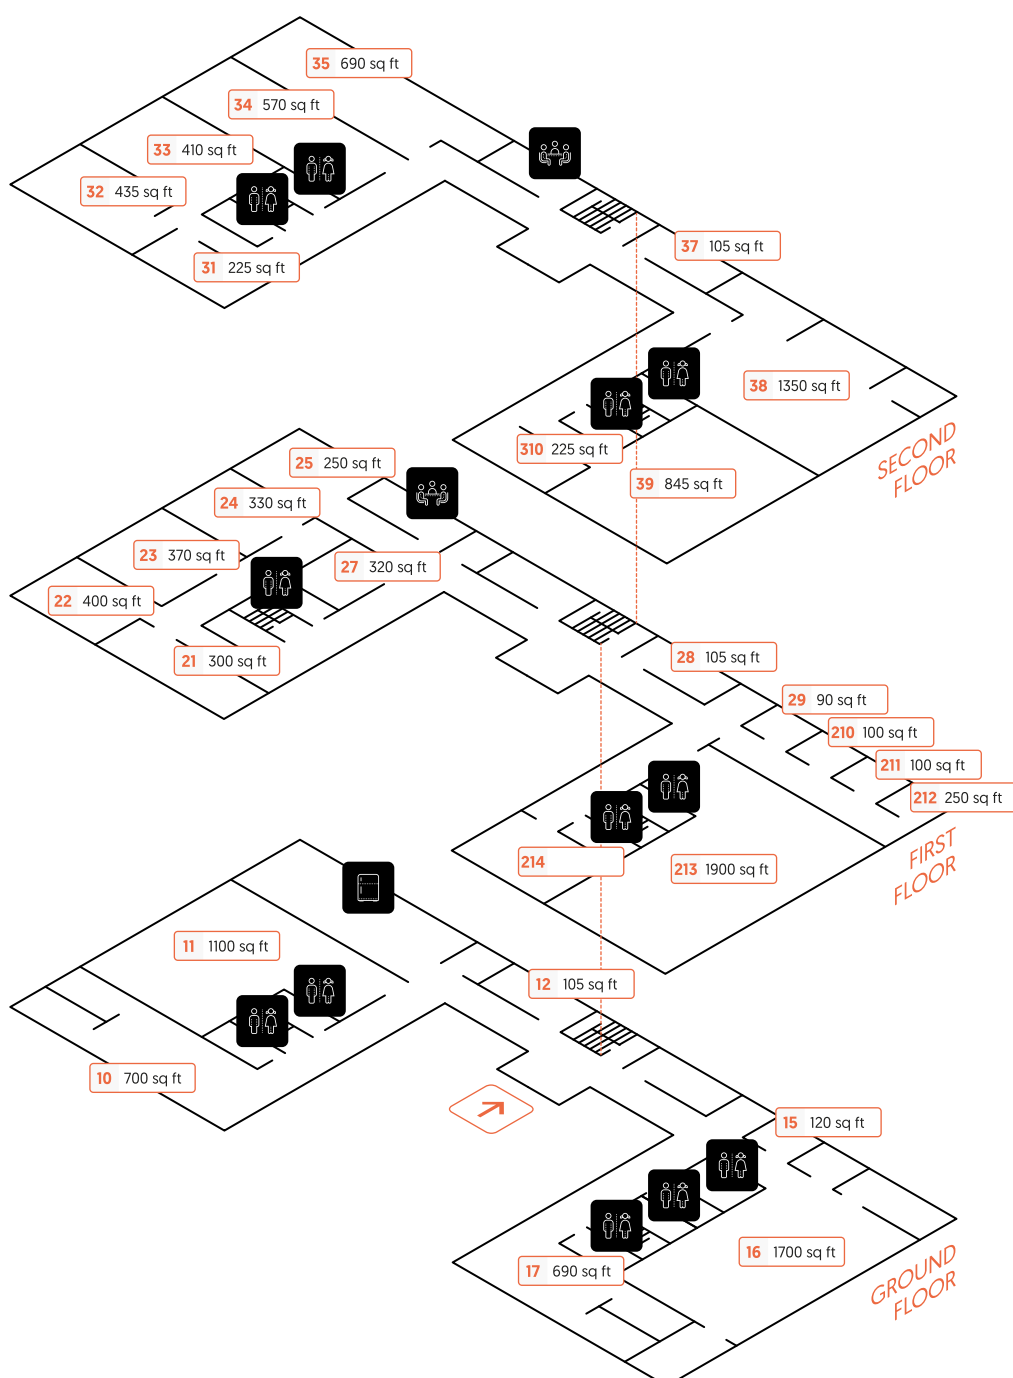 35 690 sq ft
34 570 sq ft
33 410 sq ft
32 435 sq ft
37 105 sq ft
31 225 sq ft
38 1350 sq ft
SECOND
FLOOR
310 225 sq ft
39 845 sq ft
25 250 sq ft
24 330 sq ft
23 370 sq ft
27 320 sq ft
22 400 sq ft
21 300 sq ft
28 105 sq ft
29 90 sq ft
210 100 sq ft
211 100 sq ft
212 250 sq ft
FIRST
FLOOR
214
213 1900 sq ft
11 1100 sq ft
12 105 sq ft
10 700 sq ft
15 120 sq ft
16 1700 sq ft
17 690 sq ft
GROUND
FLOOR